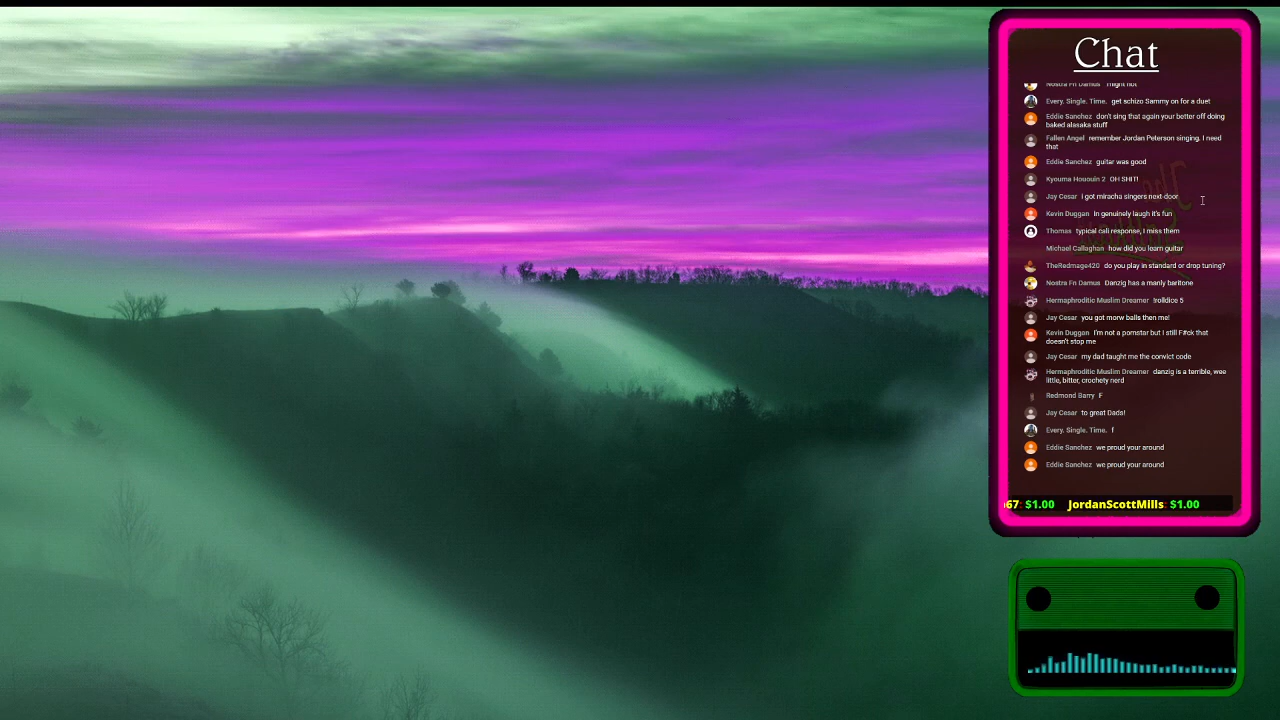 Chat
Nostra Fn Damus I might not
Every. Single. Time. get schizo Sammy on for a duet
Eddie Sanchez don't sing that again your better off doing
baked alasaka stuff
Fallen Angel remember Jordan Peterson singing, I need
that
Eddie Sanchez guitar was good
Kyouma Hououin 2 OH SHIT!
Jay Cesar i got miracha singers next door
Kevin Duggan In genuinely laugh it's fun
Thomas typical cali response, I miss them
Michael Callaghan how did you learn guitar
TheRedmage420 do you play in standard or drop tuning?
Nostra Fn Damus Danzig has a manly baritone
Hermaphroditic Muslim Dreamer !rolldice 5
Jay Cesar you got morw balls then me!
Kevin Duggan I'm not a pornstar but I still F#ck that
doesn't stop me
Jay Cesar my dad taught me the convict code
Hermaphroditic Muslim Dreamer danzig is a terrible, wee
little, bitter, crochety nerd
Redmond Barry F
Jay Cesar to great Dads!
Every. Single. Time. f
Eddie Sanchez we proud your around
Eddie Sanchez we proud your around
67: $1.00 JordanScottMills: $1.00